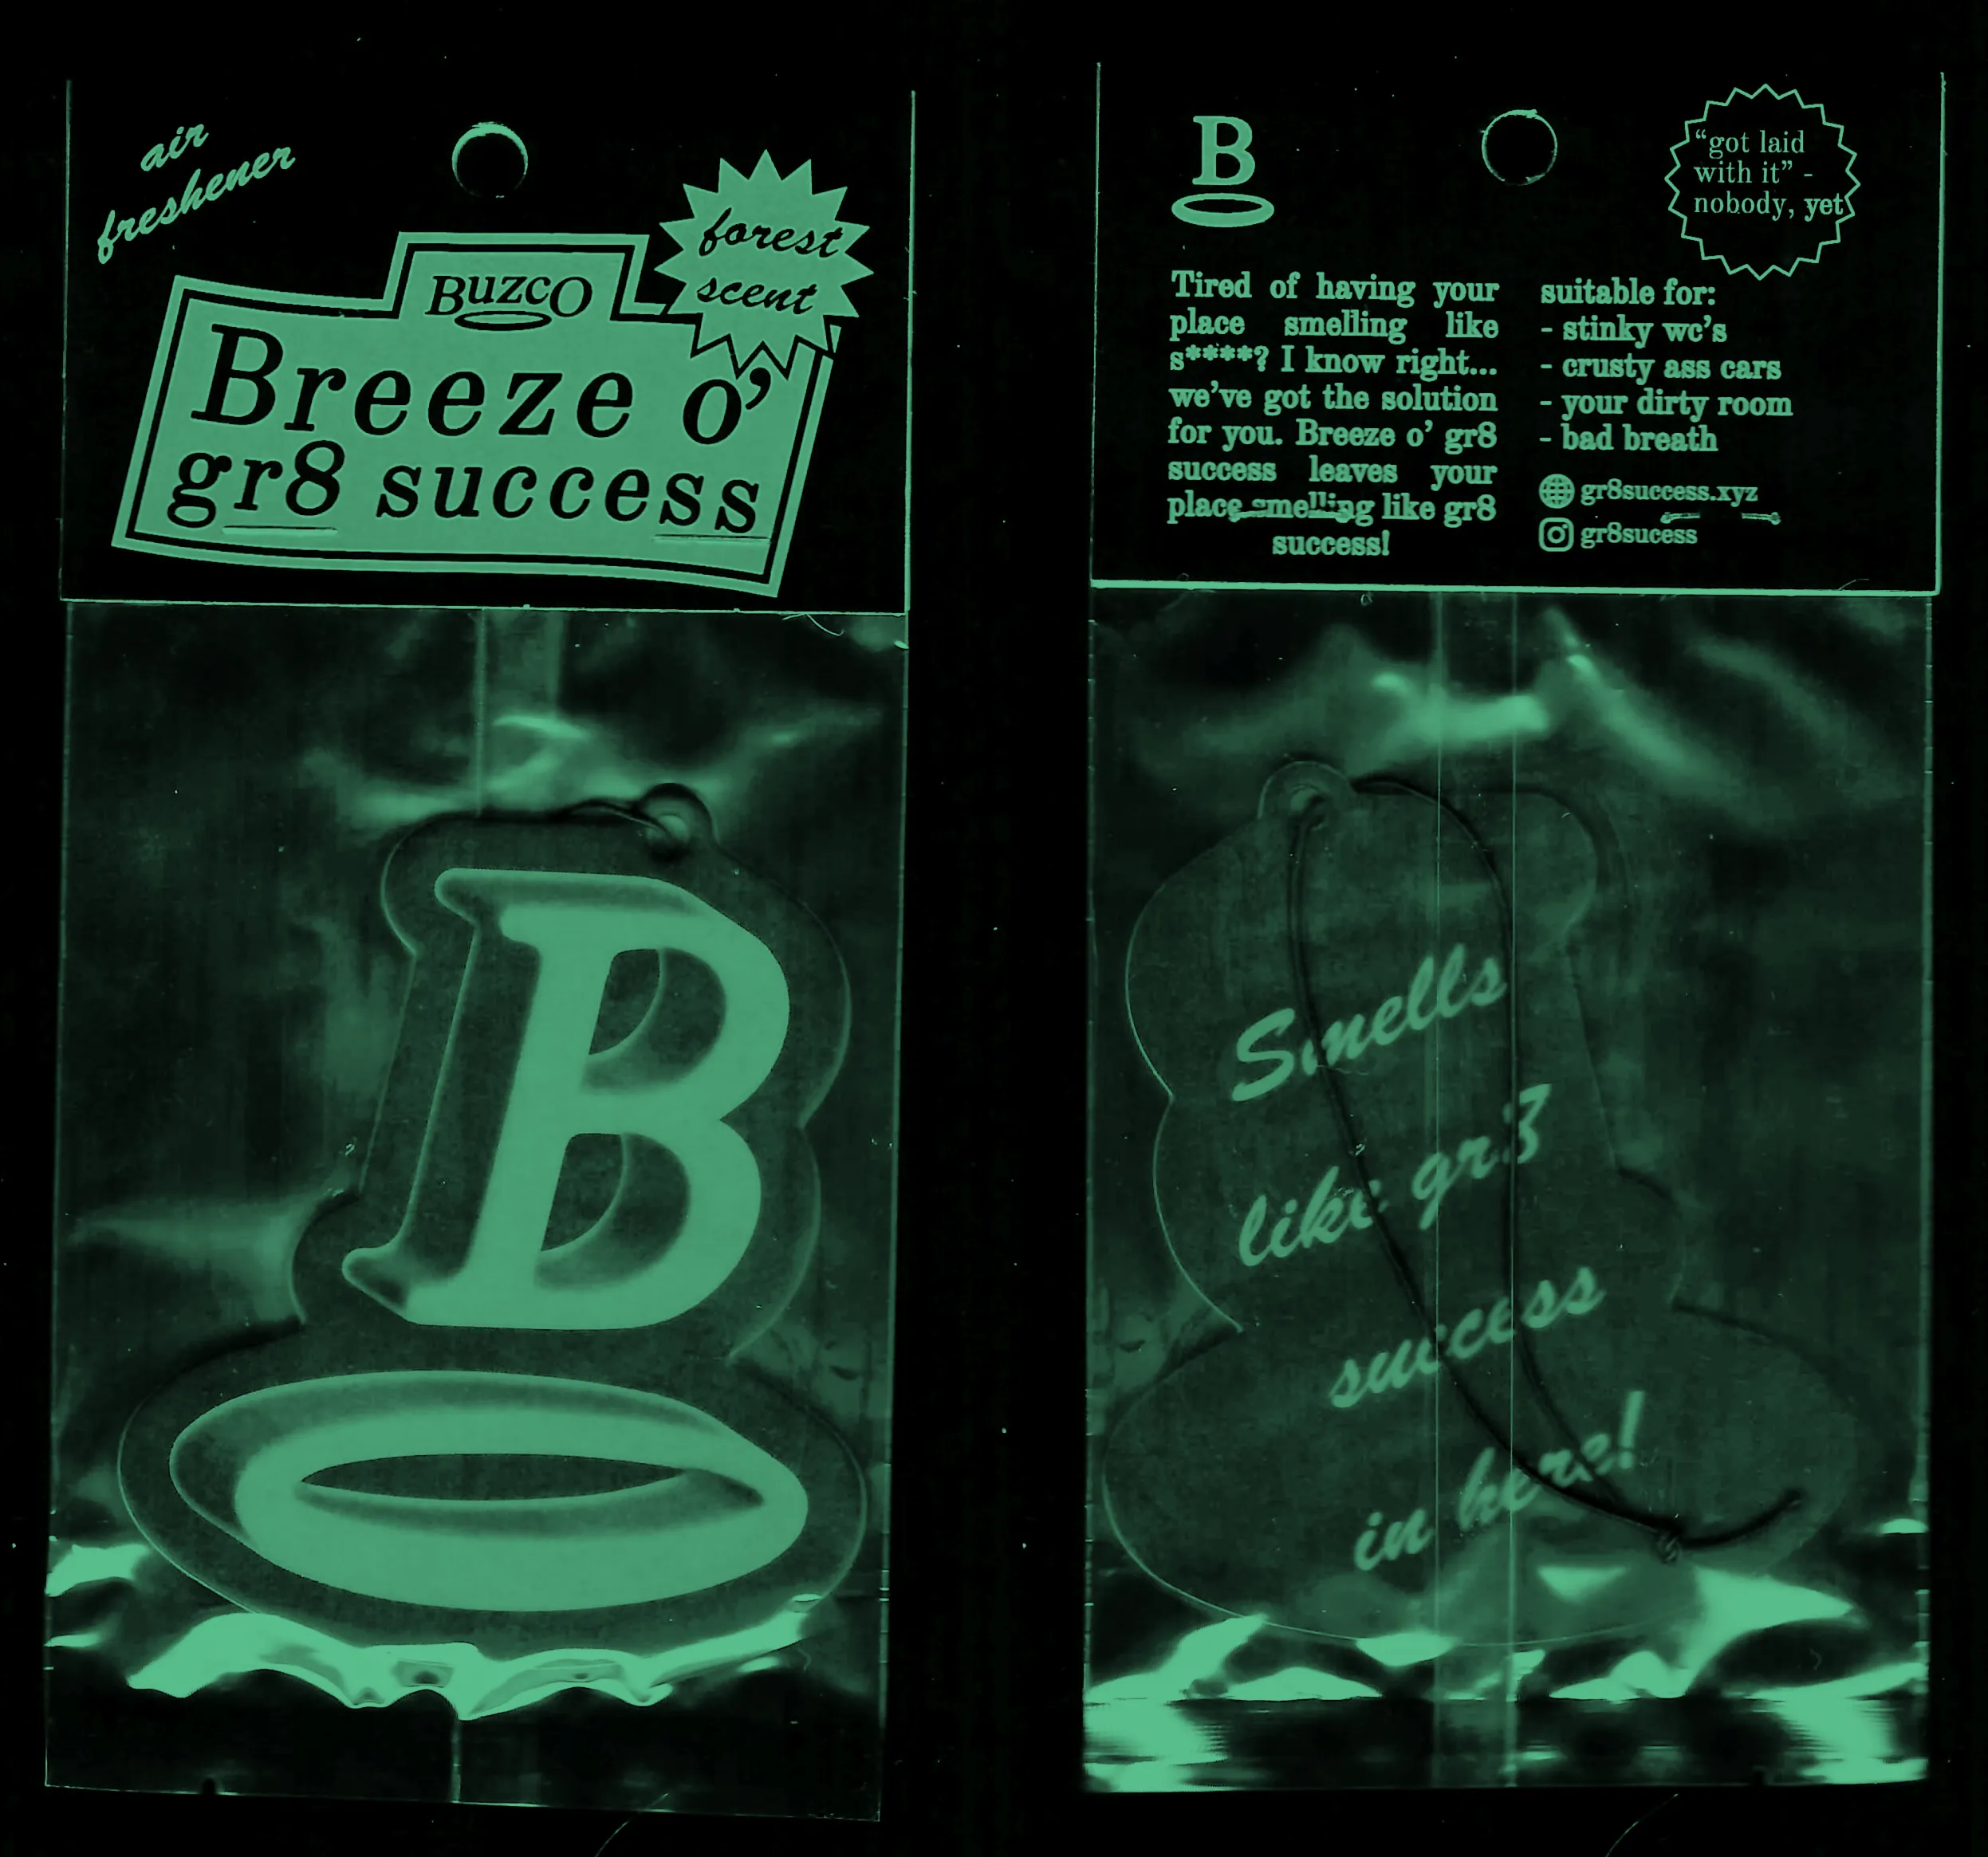 air
freshener
forest
scent
BUZCO
Breeze o'
gr8 success
B
B
"got laid
with it" -
nobody, yet
Tired of having your
place smelling like
s****? I know right...
we've got the solution
for you. Breeze o' gr8
success leaves your
place smelling like gr8
success!
suitable for:
- stinky wc's
- crusty ass cars
- your dirty room
- bad breath
gr8success.xyz
gr8sucess
Smells
like gr8
success
in here!